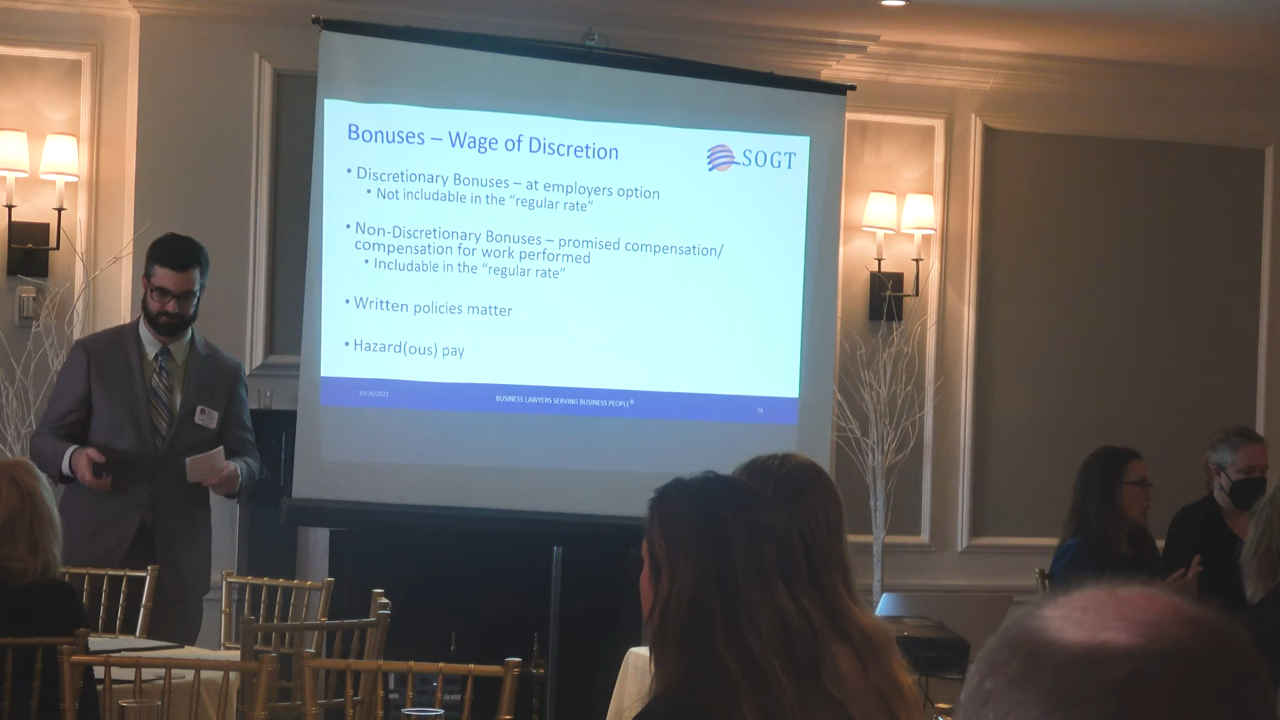 Bonuses – Wage of Discretion
SOGT
• Discretionary Bonuses – at employers option
• Not includable in the “regular rate”
• Non-Discretionary Bonuses – promised compensation/
compensation for work performed
• Includable in the “regular rate”
• Written policies matter
• Hazard(ous) pay
BUSINESS LAWYERS SERVING BUSINESS PEOPLE®